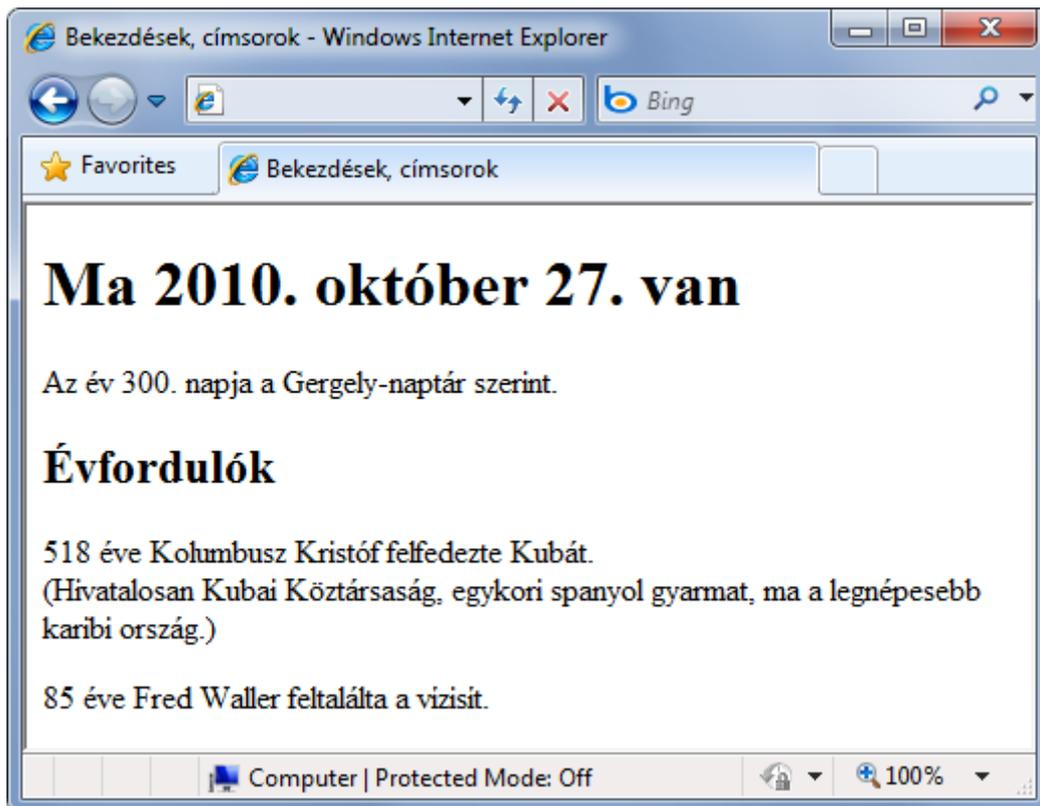 Bekezdések, címsorok - Windows Internet Explorer
Bing
Favorites
Bekezdések, címsorok
Ma 2010. október 27. van
Az év 300. napja a Gergely-naptár szerint.
Évfordulók
518 éve Kolumbusz Kristóf felfedezte Kubát.
(Hivatalosan Kubai Köztársaság, egykori spanyol gyarmat, ma a legnépesebb
karibi ország.)
85 éve Fred Waller feltalálta a vízisít.
Computer | Protected Mode: Off
100%